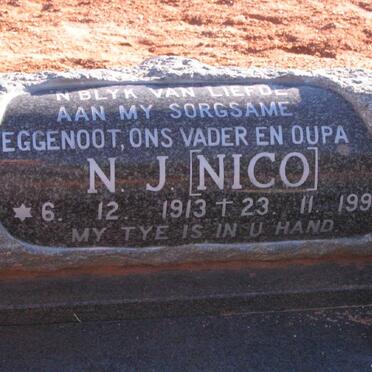 'N BLYK VAN LIEFDE
AAN MY SORGSAME
EGGENOOT, ONS VADER EN OUPA
N J [NICO]
6. 12. 1913 † 23. 11. 199
MY TYE IS IN U HAND